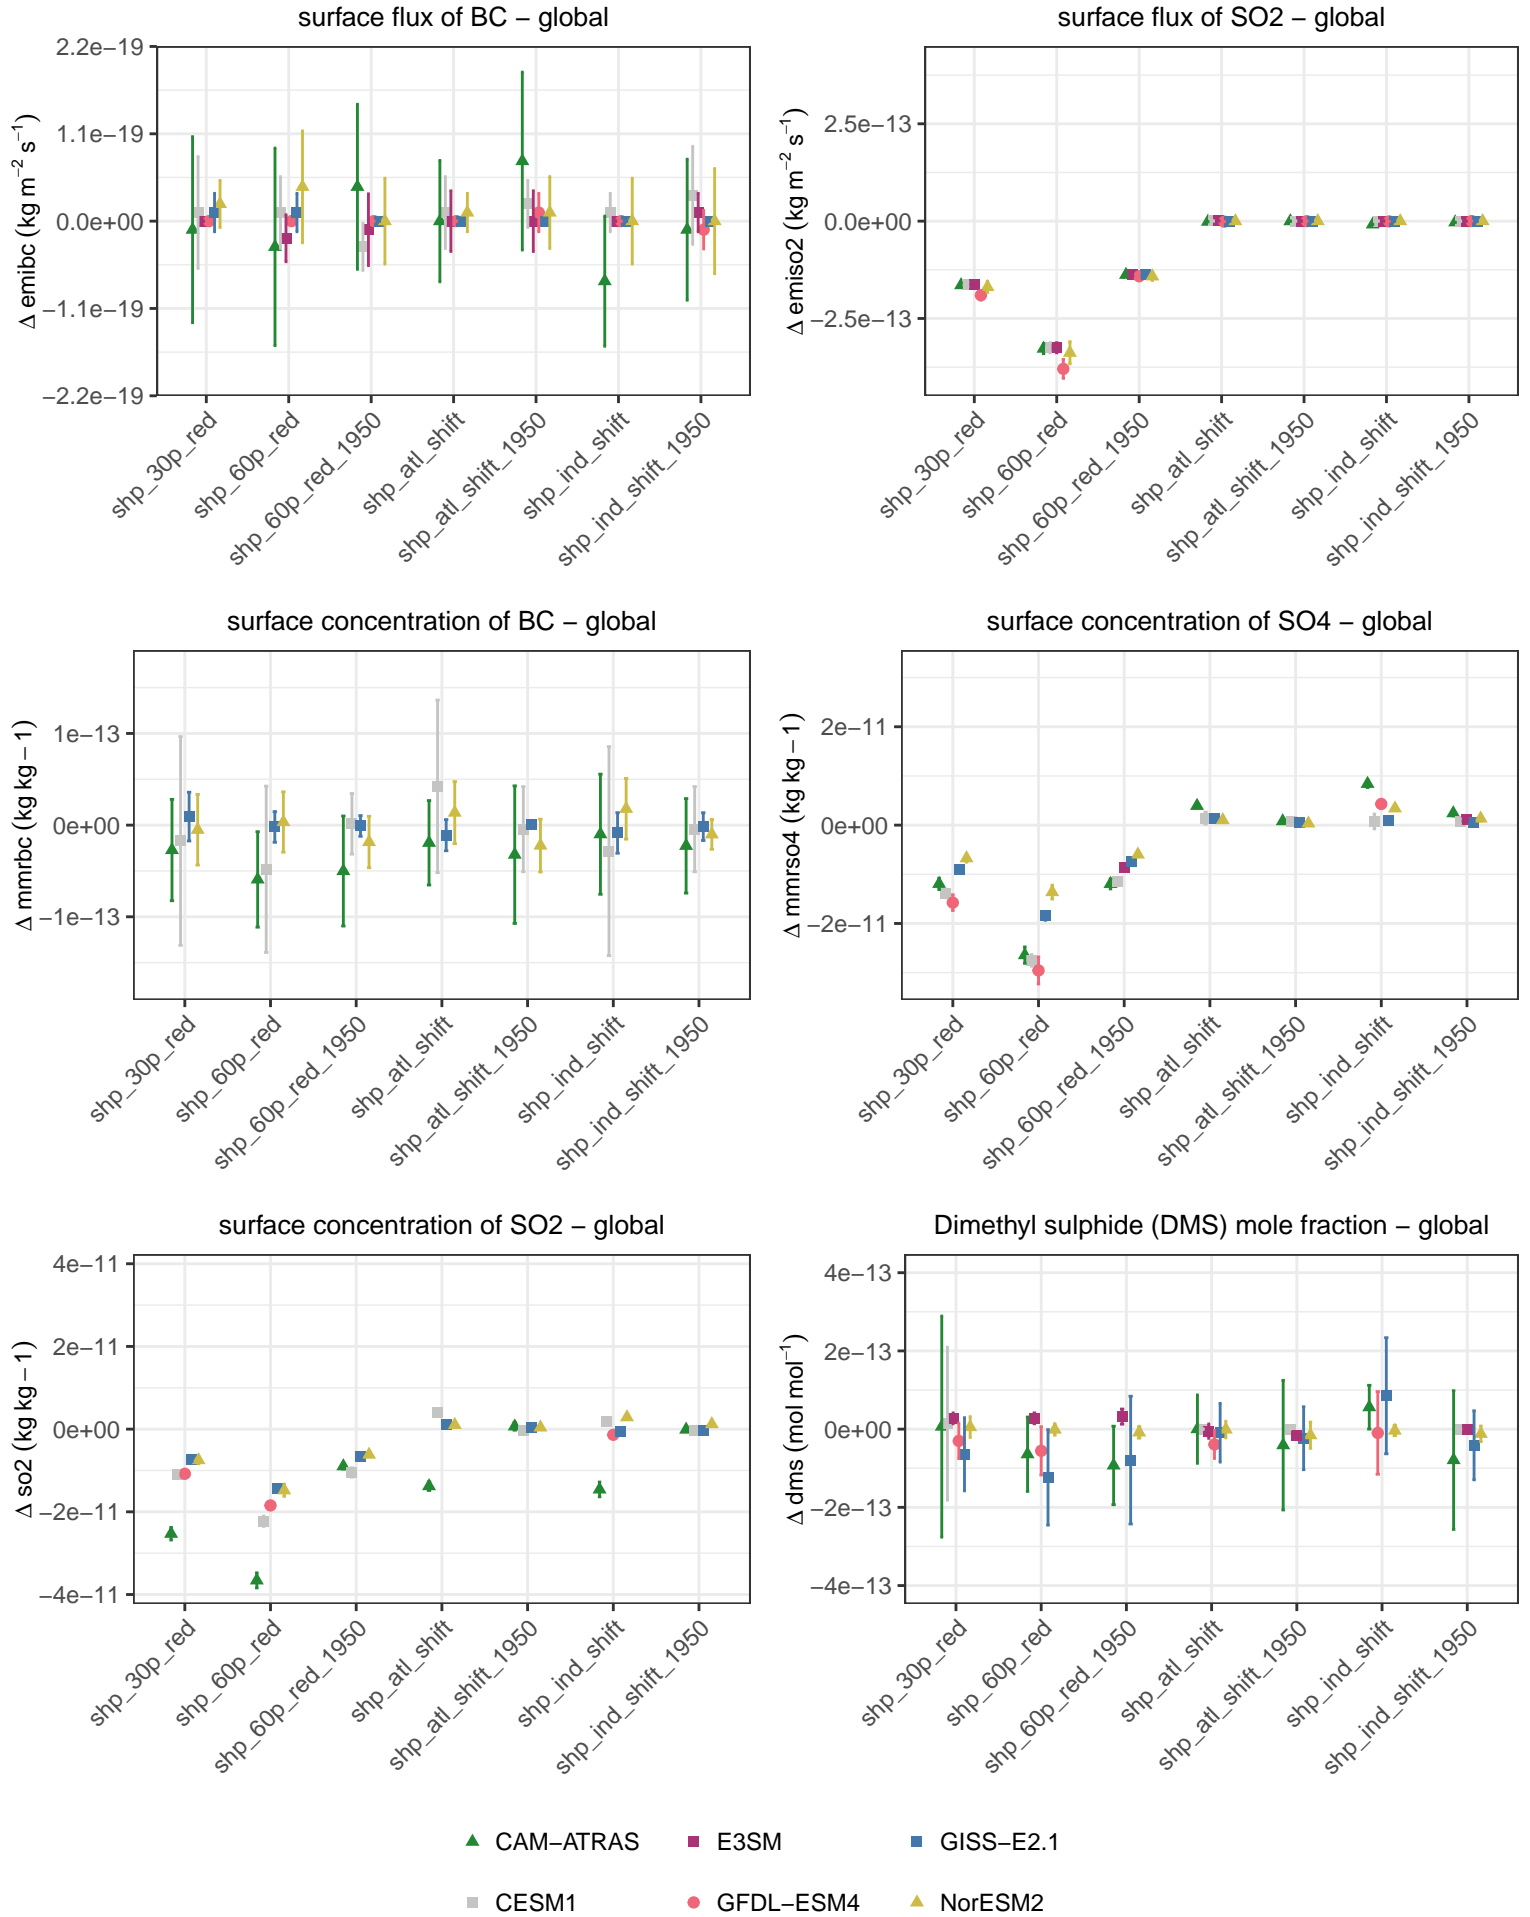 surface flux of BC − global
Δ emibc (kg m−2 s−1)
2.2e−19
1.1e−19
0.0e+00
−1.1e−19
−2.2e−19
shp_30p_red
shp_60p_red
shp_60p_red_1950
shp_atl_shift
shp_atl_shift_1950
shp_ind_shift
shp_ind_shift_1950
surface flux of SO2 − global
Δ emiso2 (kg m−2 s−1)
2.5e−13
0.0e+00
−2.5e−13
shp_30p_red
shp_60p_red
shp_60p_red_1950
shp_atl_shift
shp_atl_shift_1950
shp_ind_shift
shp_ind_shift_1950
surface concentration of BC − global
Δ mmrbc (kg kg − 1)
1e−13
0e+00
−1e−13
shp_30p_red
shp_60p_red
shp_60p_red_1950
shp_atl_shift
shp_atl_shift_1950
shp_ind_shift
shp_ind_shift_1950
surface concentration of SO4 − global
Δ mmrso4 (kg kg − 1)
2e−11
0e+00
−2e−11
shp_30p_red
shp_60p_red
shp_60p_red_1950
shp_atl_shift
shp_atl_shift_1950
shp_ind_shift
shp_ind_shift_1950
surface concentration of SO2 − global
Δ so2 (kg kg − 1)
4e−11
2e−11
0e+00
−2e−11
−4e−11
shp_30p_red
shp_60p_red
shp_60p_red_1950
shp_atl_shift
shp_atl_shift_1950
shp_ind_shift
shp_ind_shift_1950
Dimethyl sulphide (DMS) mole fraction − global
Δ dms (mol mol−1)
4e−13
2e−13
0e+00
−2e−13
−4e−13
shp_30p_red
shp_60p_red
shp_60p_red_1950
shp_atl_shift
shp_atl_shift_1950
shp_ind_shift
shp_ind_shift_1950
CAM−ATRAS
E3SM
GISS−E2.1
CESM1
GFDL−ESM4
NorESM2